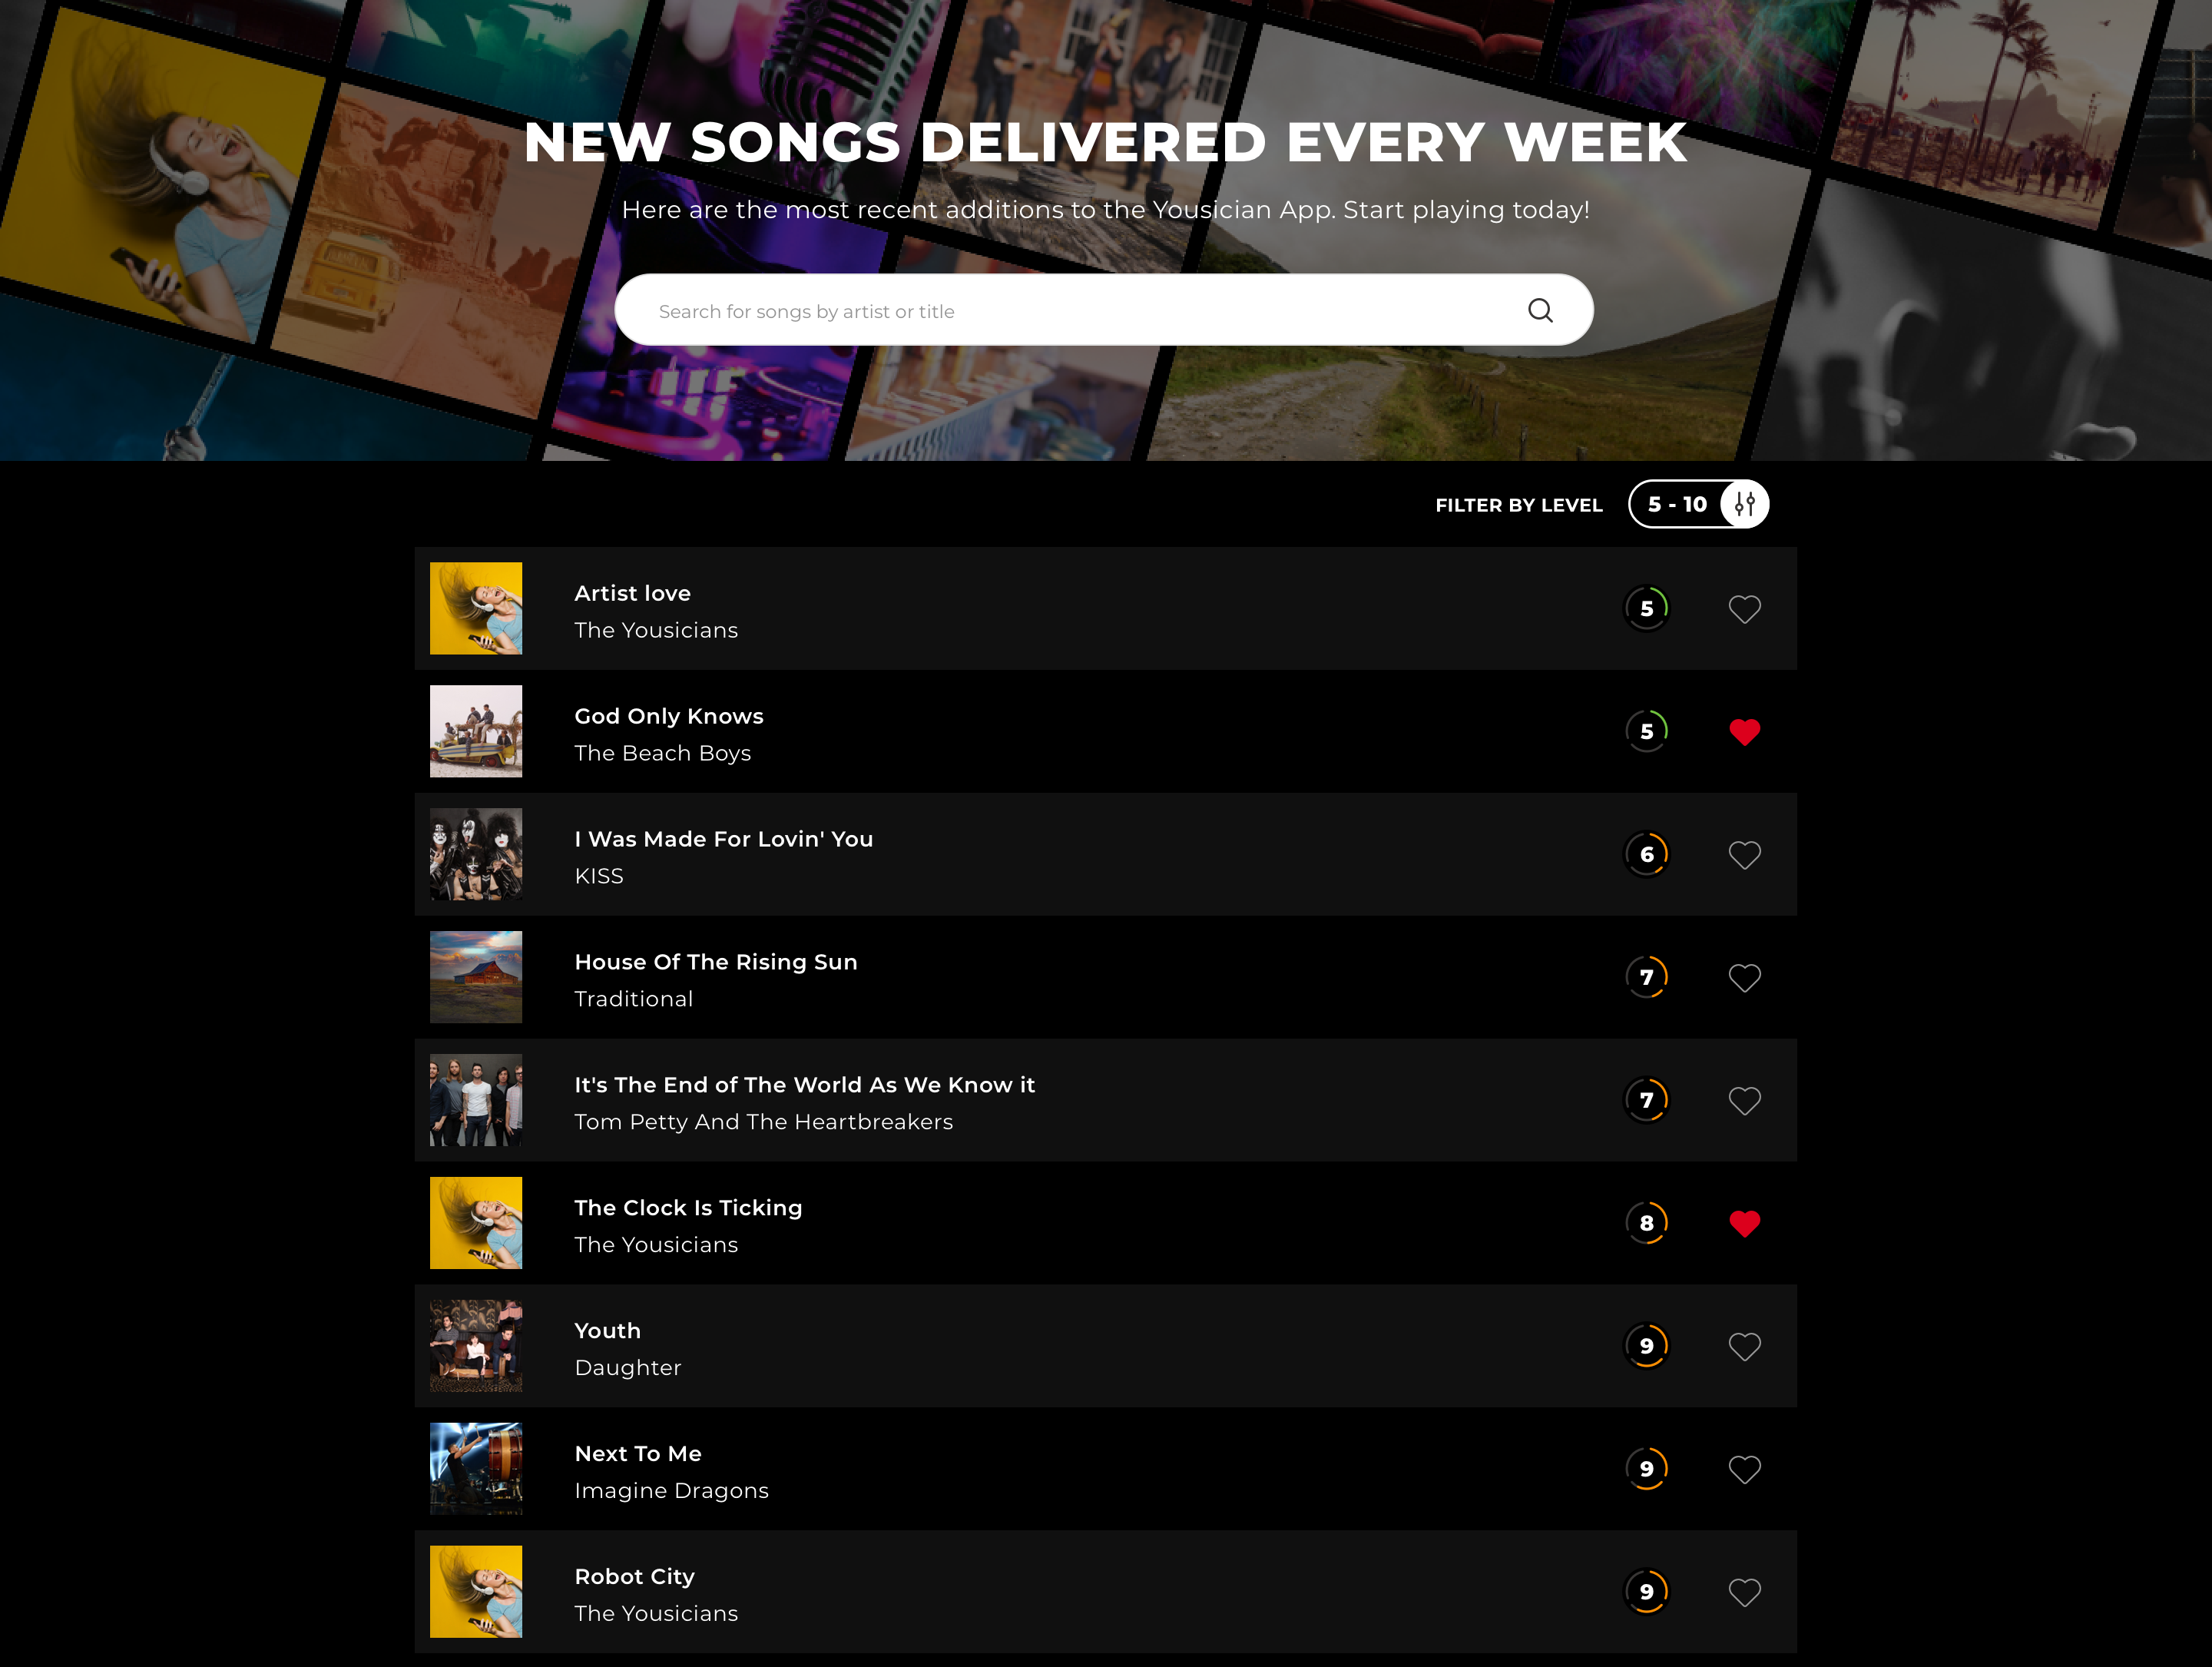 NEW SONGS DELIVERED EVERY WEEK
Here are the most recent additions to the Yousician App. Start playing today!
Search for songs by artist or title
FILTER BY LEVEL 5 - 10
Artist love
The Yousicians
5
God Only Knows
The Beach Boys
5
I Was Made For Lovin' You
KISS
6
House Of The Rising Sun
Traditional
7
It's The End of The World As We Know it
Tom Petty And The Heartbreakers
7
The Clock Is Ticking
The Yousicians
8
Youth
Daughter
9
Next To Me
Imagine Dragons
9
Robot City
The Yousicians
9